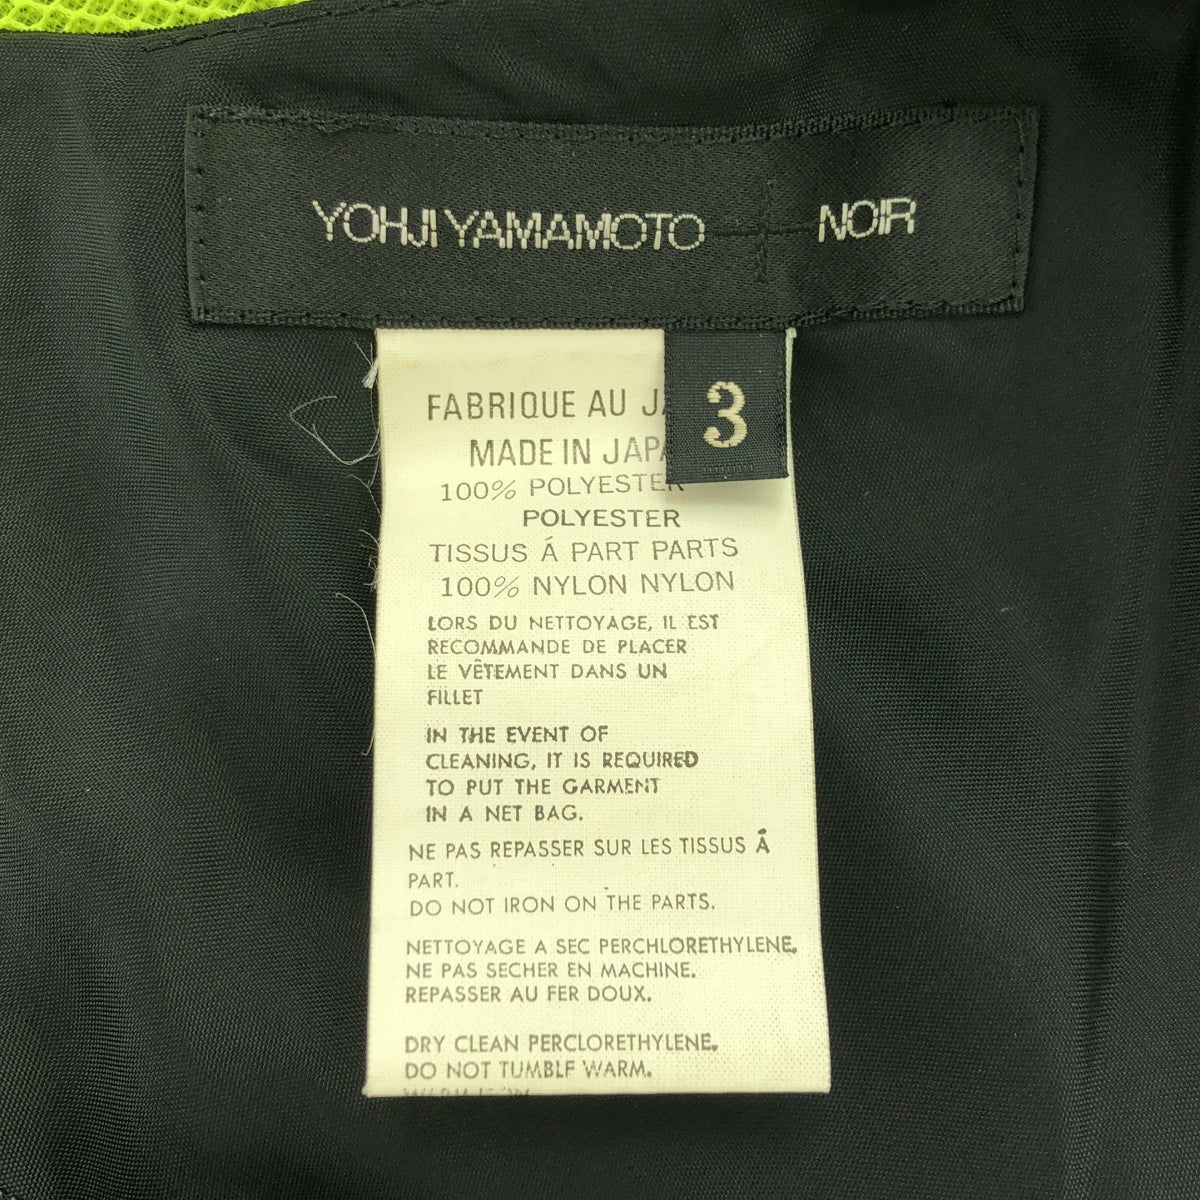 YOHJI YAMAMOTO + NOIR
3
FABRIQUE AU
MADE IN
100% POLYESTER
POLYESTER
TISSUS Á PART PARTS
100% NYLON NYLON
LORS DU NETTOYAGE, IL EST
RECOMMANDE DE PLACER
LE VÊTEMENT DANS UN
FILLET
IN THE EVENT OF
CLEANING, IT IS REQUIRED
TO PUT THE GARMENT
IN A NET BAG.
NE PAS REPASSER SUR LES TISSUS Á
PART.
DO NOT IRON ON THE PARTS.
NETTOYAGE A SEC PERCHLORETHYLENE.
NE PAS SECHER EN MACHINE.
REPASSER AU FER DOUX.
DRY CLEAN PERCLORETHYLENE.
DO NOT TUMBLE WARM.